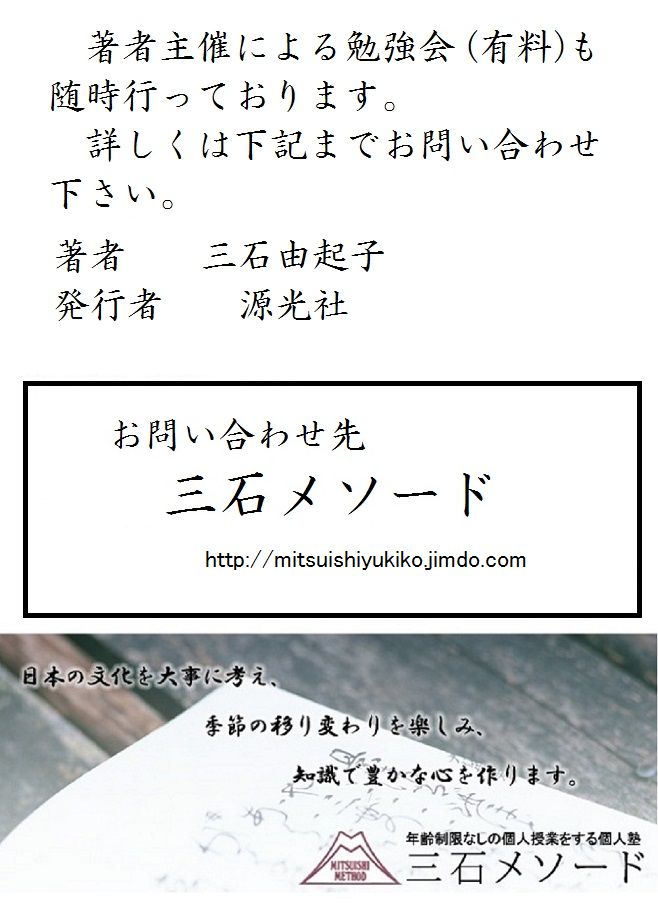 著者主催による勉強会(有料)も
随時行っております。
詳しくは下記までお問い合わせ
下さい。
著者　　三石由起子
発行者　　源光社
お問い合わせ先
三石メソード
http://mitsuishiyukiko.jimdo.com
日本の文化を大事に考え、
季節の移り変わりを楽しみ、
知識で豊かな心を作ります。
年齢制限なしの個人授業をする個人塾
MITSUISHI
METHOD
三石メソード